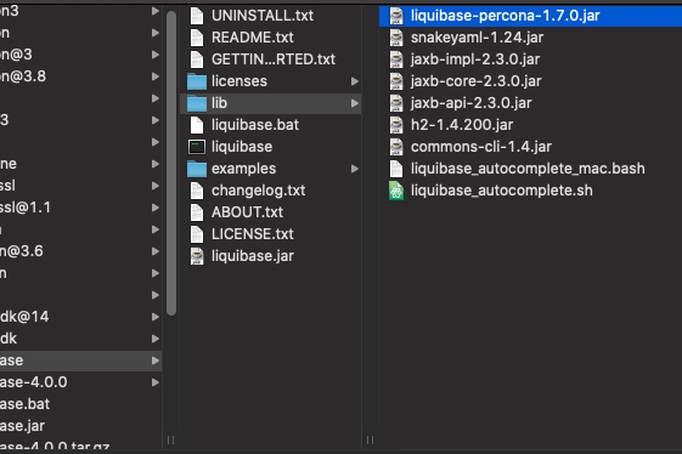 on3
on
on@3
on@3.8
3
ne
ssl
ssl@1.1
n@3.6
n
dk@14
dk
ase
ase-4.0.0
ase.bat
ase.jar
ase-4.0.0.tar.gz
UNINSTALL.txt
README.txt
GETTIN...RTED.txt
licenses
lib
liquibase.bat
liquibase
examples
changelog.txt
ABOUT.txt
LICENSE.txt
liquibase.jar
liquibase-percona-1.7.0.jar
snakeyaml-1.24.jar
jaxb-impl-2.3.0.jar
jaxb-core-2.3.0.jar
jaxb-api-2.3.0.jar
h2-1.4.200.jar
commons-cli-1.4.jar
liquibase_autocomplete_mac.bash
liquibase_autocomplete.sh